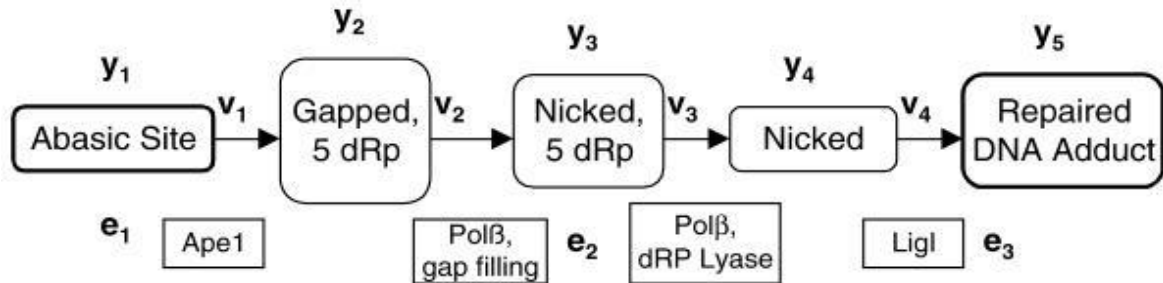 y₁
Abasic Site
v₁
y₂
Gapped,
5 dRp
v₂
y₃
Nicked,
5 dRp
v₃
y₄
Nicked
v₄
y₅
Repaired
DNA Adduct
e₁
Ape1
Polß,
gap filling
e₂
Polβ,
dRP Lyase
LigI
e₃